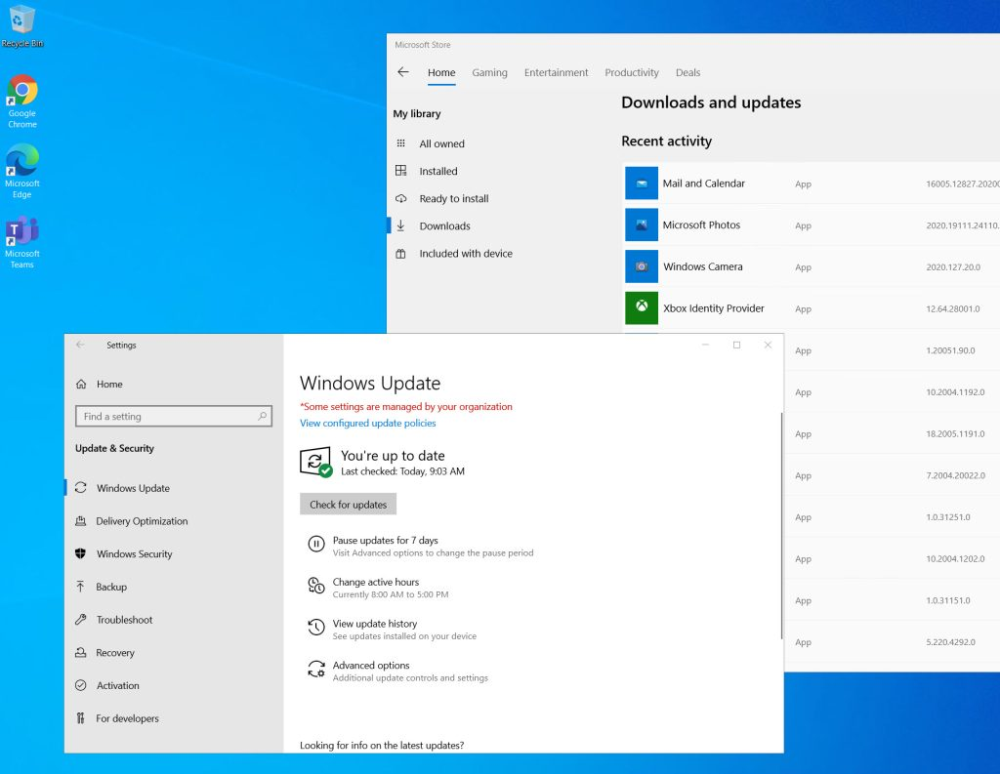 Recycle Bin
Google
Chrome
Microsoft
Edge
Microsoft
Teams
Microsoft Store
Home Gaming Entertainment Productivity Deals
My library
All owned
Installed
Ready to install
Downloads
Included with device
Downloads and updates
Recent activity
Mail and Calendar App 16005.12827.20200
Microsoft Photos App 2020.19111.24110.
Windows Camera App 2020.127.20.0
Xbox Identity Provider App 12.64.28001.0
App 1.20051.90.0
App 10.2004.1192.0
App 18.2005.1191.0
App 7.2004.20022.0
App 1.0.31251.0
App 10.2004.1202.0
App 1.0.31151.0
App 5.220.4292.0
Settings
Home
Find a setting
Update & Security
Windows Update
Delivery Optimization
Windows Security
Backup
Troubleshoot
Recovery
Activation
For developers
Windows Update
*Some settings are managed by your organization
View configured update policies
You're up to date
Last checked: Today, 9:03 AM
Check for updates
Pause updates for 7 days
Visit Advanced options to change the pause period
Change active hours
Currently 8:00 AM to 5:00 PM
View update history
See updates installed on your device
Advanced options
Additional update controls and settings
Looking for info on the latest updates?